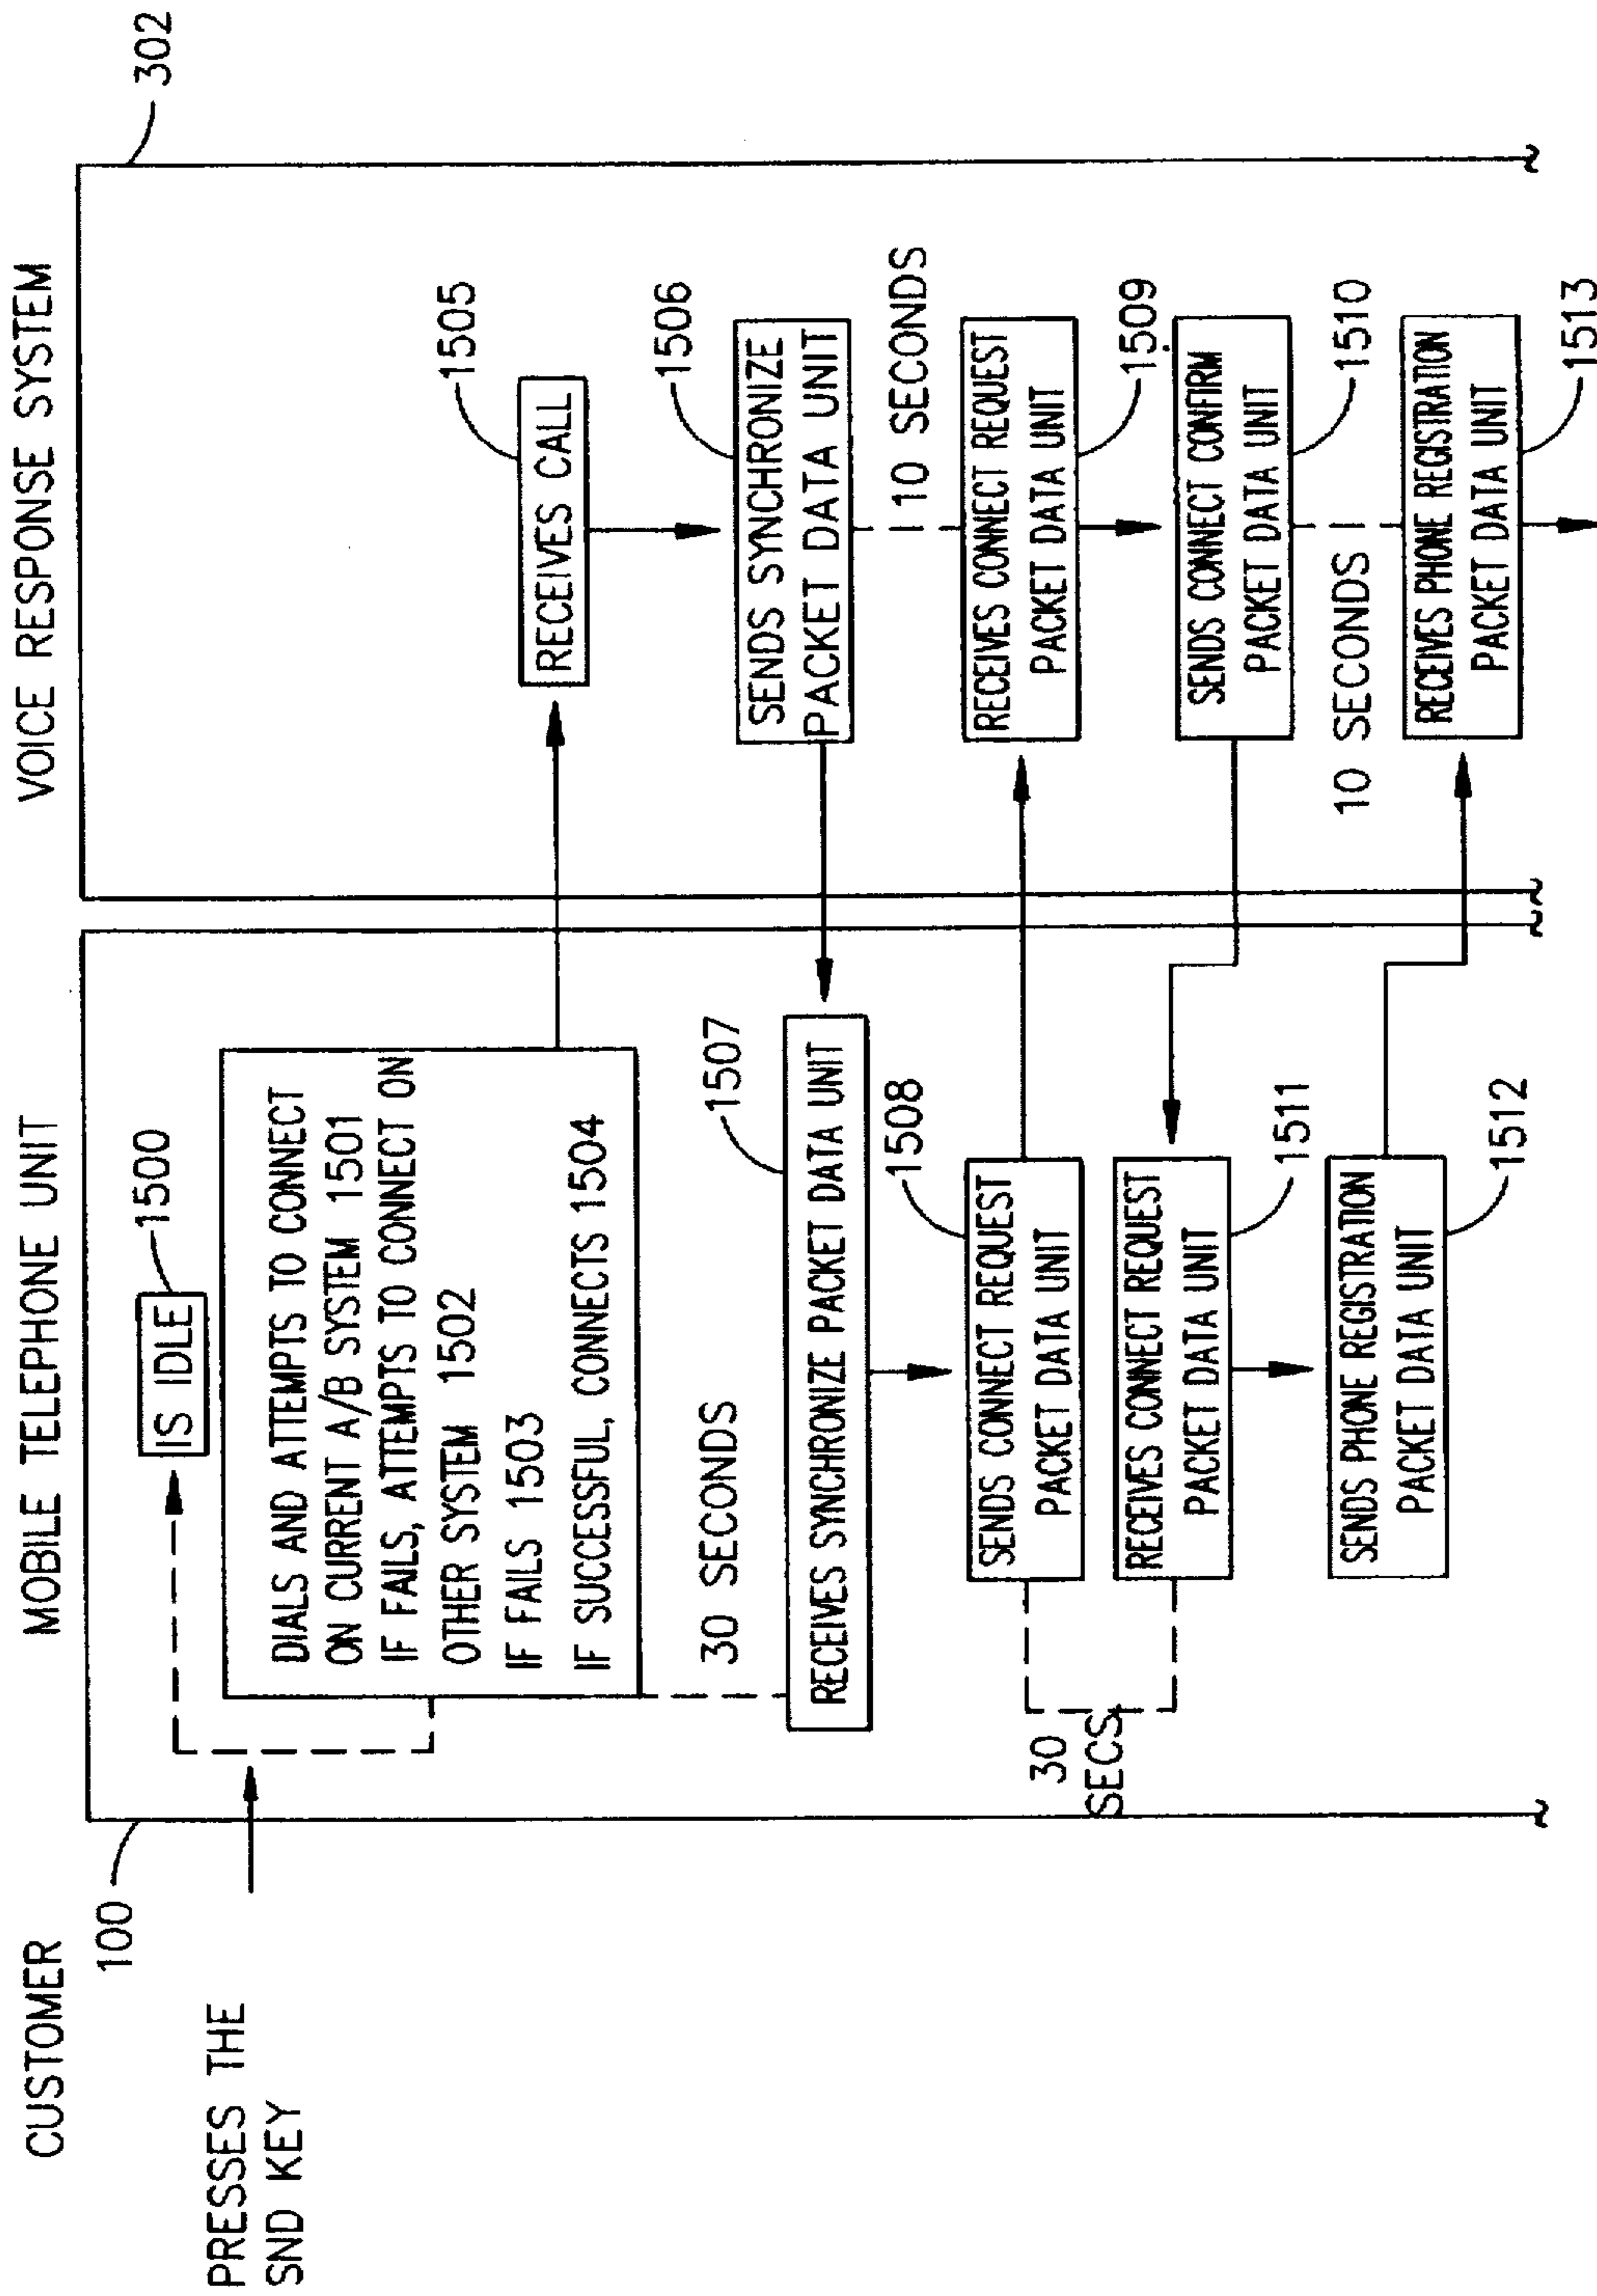 CUSTOMER
MOBILE TELEPHONE UNIT
VOICE RESPONSE SYSTEM
100
302
PRESSES THE
SND KEY
IS IDLE
1500
DIALS AND ATTEMPTS TO CONNECT
ON CURRENT A/B SYSTEM 1501
IF FAILS, ATTEMPTS TO CONNECT ON
OTHER SYSTEM 1502
IF FAILS 1503
IF SUCCESSFUL, CONNECTS 1504
RECEIVES CALL
1505
SENDS SYNCHRONIZE
PACKET DATA UNIT
1506
30 SECONDS
RECEIVES SYNCHRONIZE PACKET DATA UNIT
1507
10 SECONDS
SENDS CONNECT REQUEST
PACKET DATA UNIT
1508
RECEIVES CONNECT REQUEST
PACKET DATA UNIT
1509
30
SECS
SENDS CONNECT CONFIRM
PACKET DATA UNIT
1510
RECEIVES CONNECT REQUEST
PACKET DATA UNIT
1511
10 SECONDS
SENDS PHONE REGISTRATION
PACKET DATA UNIT
1512
RECEIVES PHONE REGISTRATION
PACKET DATA UNIT
1513